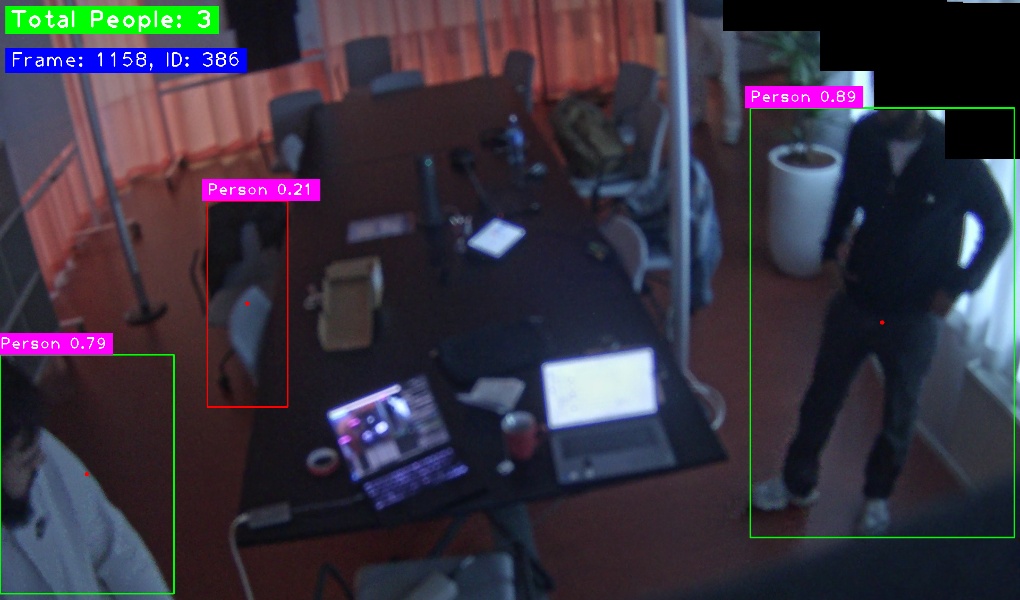 Total People: 3
Frame: 1158, ID: 386
Person 0.89
Person 0.21
Person 0.79